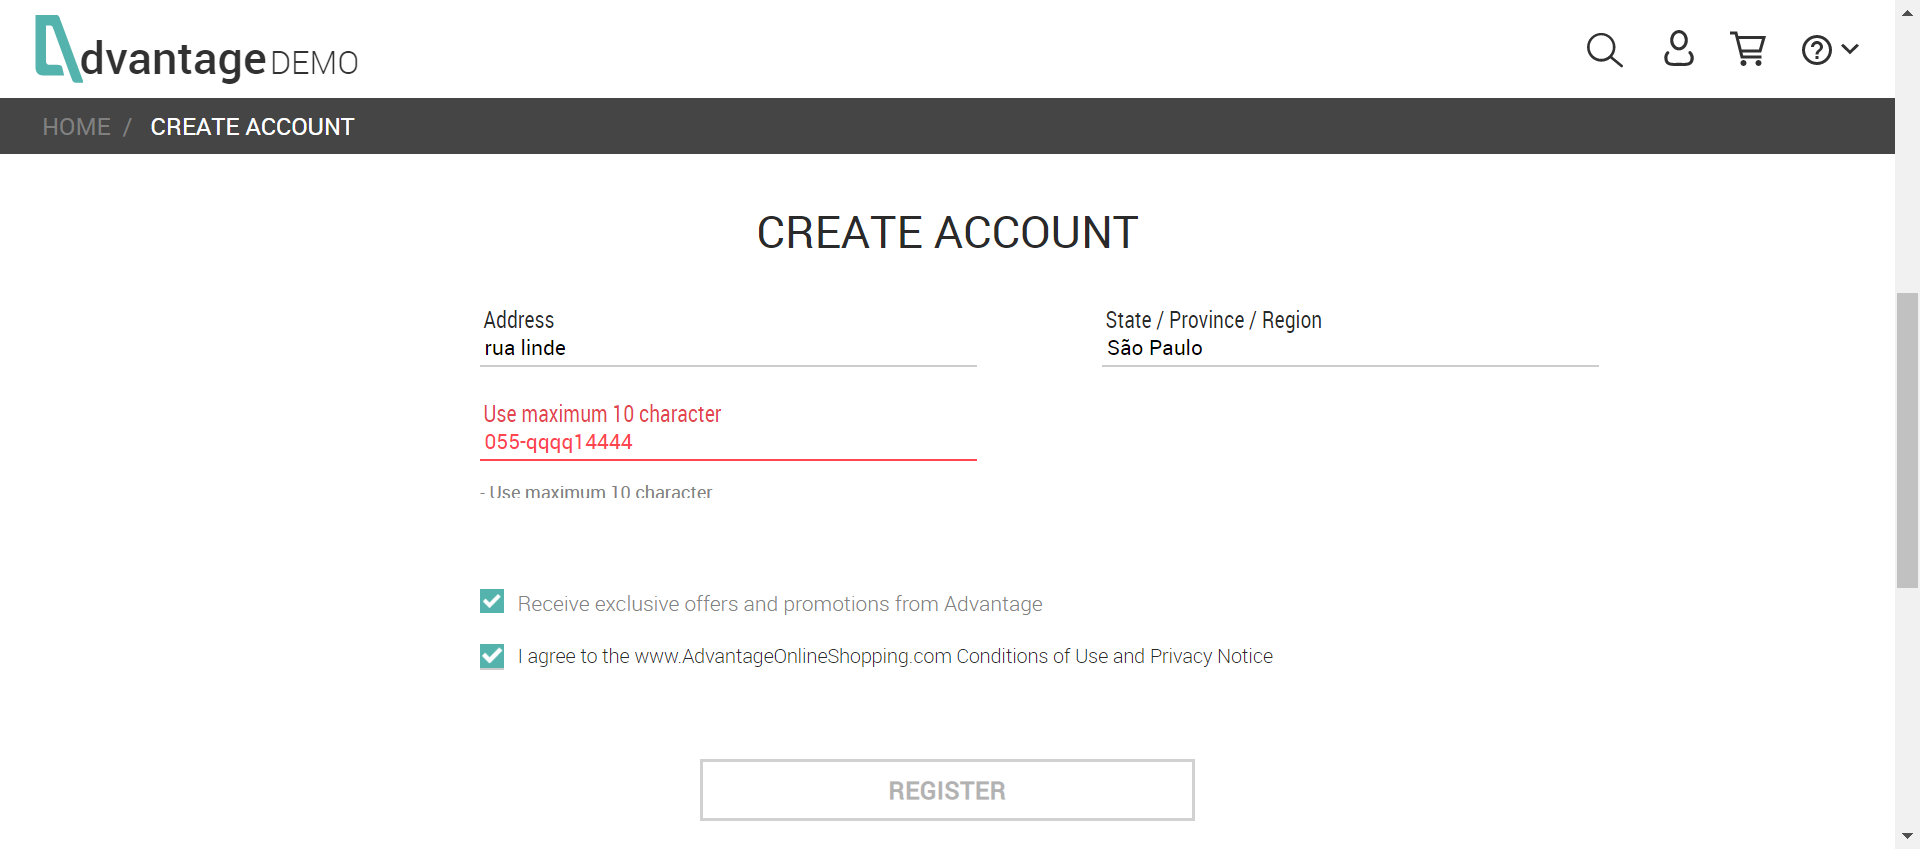 dvantage DEMO
HOME / CREATE ACCOUNT
CREATE ACCOUNT
Address
rua linde
State / Province / Region
São Paulo
Use maximum 10 character
055-qqqq14444
- Use maximum 10 character
Receive exclusive offers and promotions from Advantage
I agree to the www.AdvantageOnlineShopping.com Conditions of Use and Privacy Notice
REGISTER